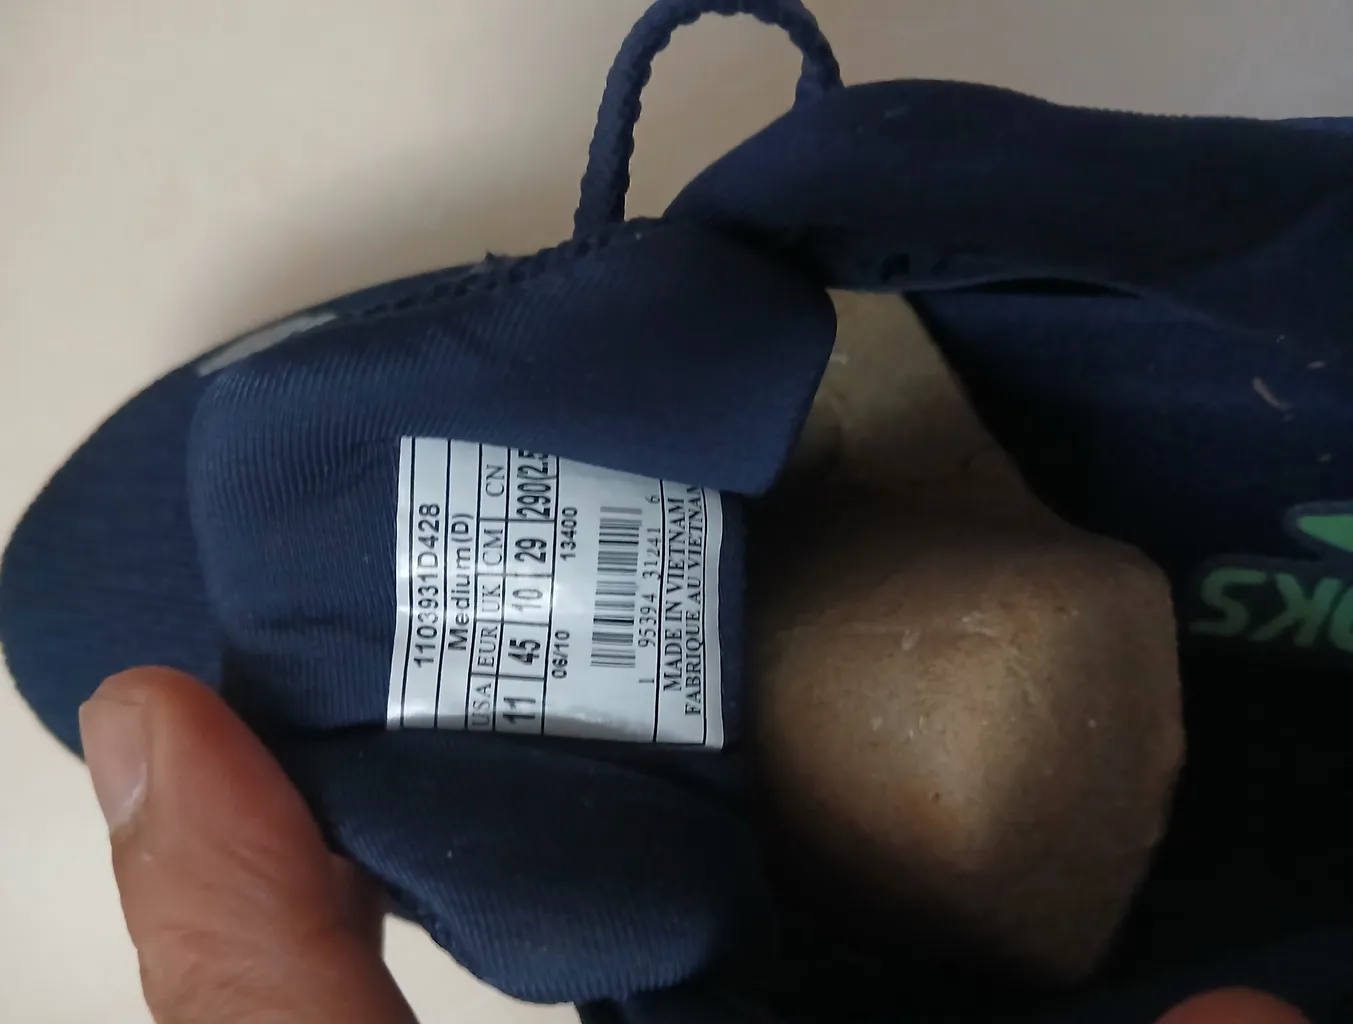 1103931D428
Medium(D)
USA EUR UK CM CN
11 45 10 29 290(2.5
06/10 13400
1 95394 31241 6
MADE IN VIETNAM
FABRIQUE AU VIETNAM
OKS